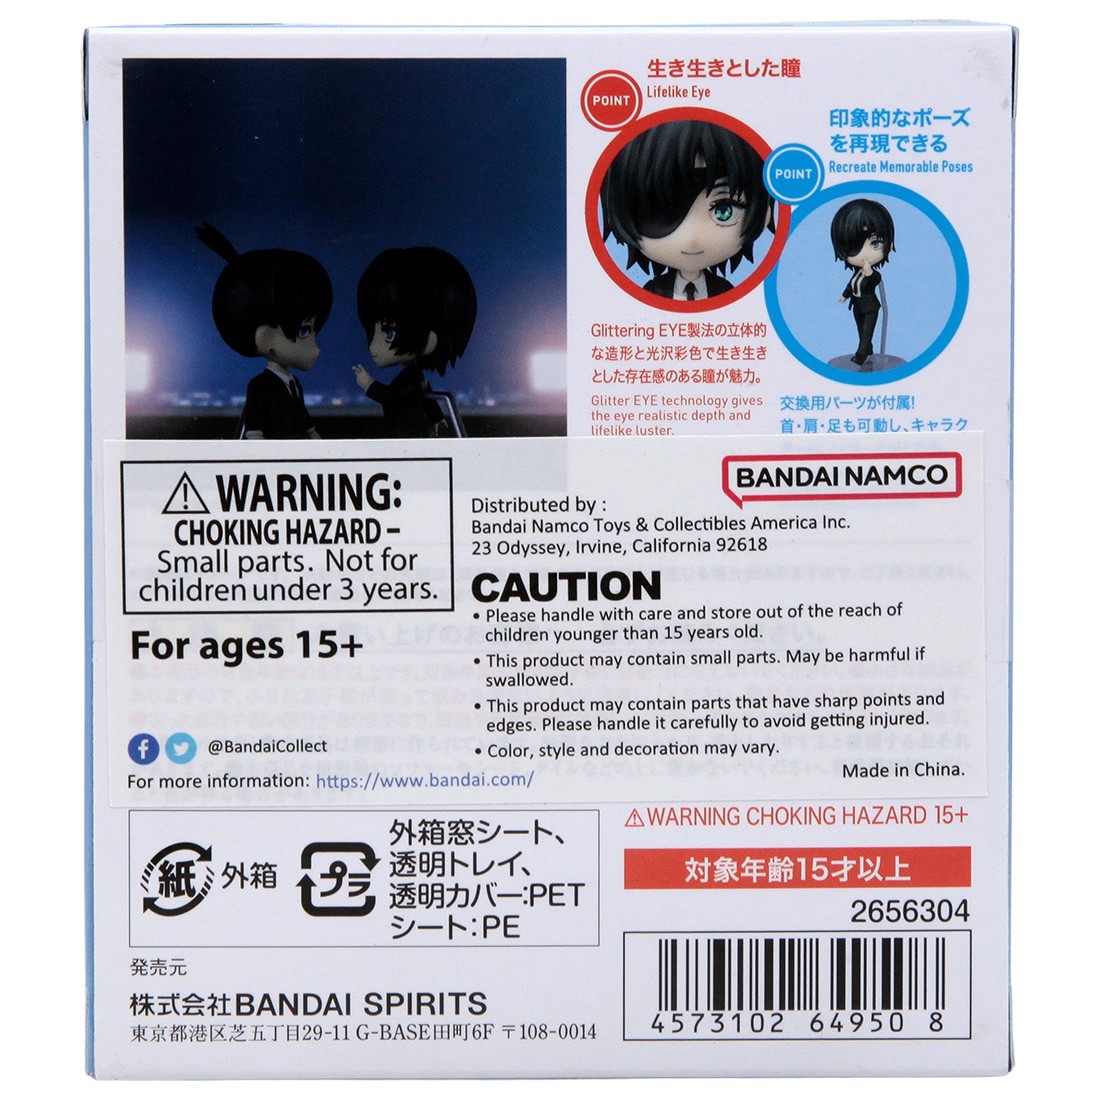 POINT
生き生きとした瞳
Lifelike Eye
POINT
印象的なポーズ
を再現できる
Recreate Memorable Poses
Glittering EYE製法の立体的
な造形と光沢彩色で生き生き
とした存在感のある瞳が魅力。
Glitter EYE technology gives
the eye realistic depth and
lifelike luster.
交換用パーツが付属!
首・肩・足も可動し、キャラク
⚠WARNING:
CHOKING HAZARD –
Small parts. Not for
children under 3 years.
For ages 15+
@BandaiCollect
For more information: https://www.bandai.com/
BANDAI NAMCO
Distributed by :
Bandai Namco Toys & Collectibles America Inc.
23 Odyssey, Irvine, California 92618
CAUTION
• Please handle with care and store out of the reach of
children younger than 15 years old.
• This product may contain small parts. May be harmful if
swallowed.
• This product may contain parts that have sharp points and
edges. Please handle it carefully to avoid getting injured.
• Color, style and decoration may vary.
Made in China.
紙 外箱
プラ
外箱窓シート、
透明トレイ、
透明カバー:PET
シート:PE
⚠WARNING CHOKING HAZARD 15+
対象年齢15才以上
2656304
4573102 64950 8
発売元
株式会社BANDAI SPIRITS
東京都港区芝五丁目29-11 G-BASE田町6F 〒108-0014